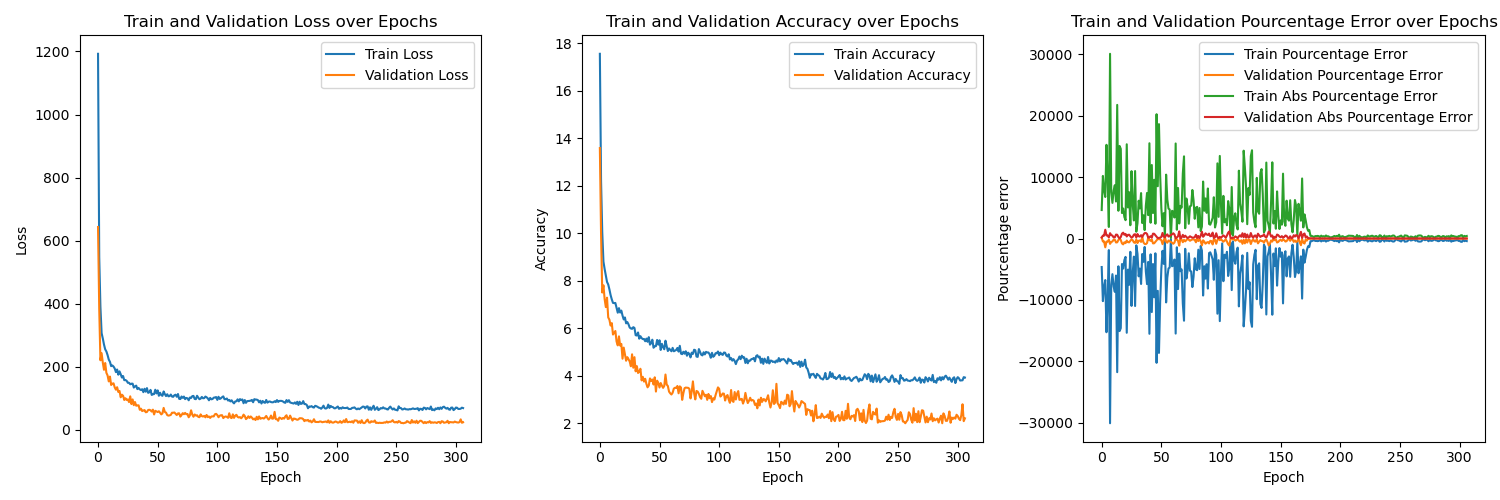 Train and Validation Loss over Epochs
Train Loss
Validation Loss
1200
1000
800
600
400
200
0
Loss
0 50 100 150 200 250 300
Epoch
Train and Validation Accuracy over Epochs
Train Accuracy
Validation Accuracy
18
16
14
12
10
8
6
4
2
Accuracy
0 50 100 150 200 250 300
Epoch
Train and Validation Pourcentage Error over Epochs
Train Pourcentage Error
Validation Pourcentage Error
Train Abs Pourcentage Error
Validation Abs Pourcentage Error
30000
20000
10000
0
−10000
−20000
−30000
Pourcentage error
0 50 100 150 200 250 300
Epoch